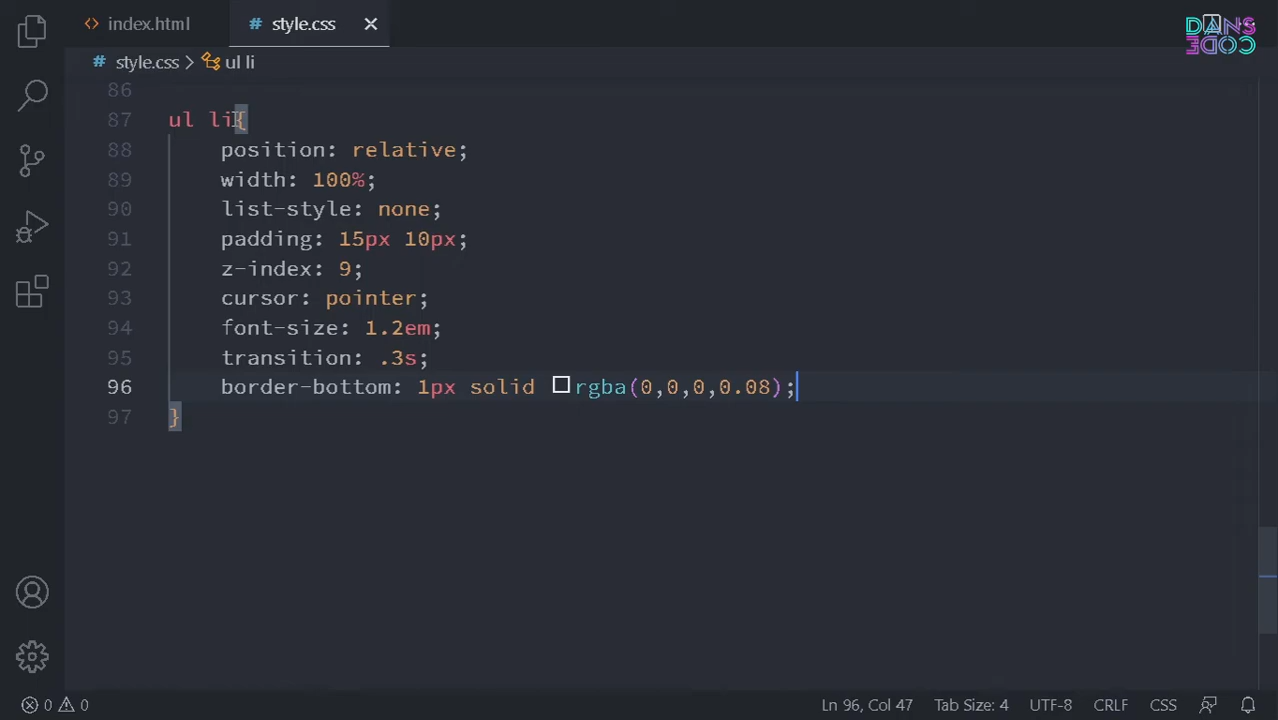 index.html
style.css
DANS
CODE
# style.css > ul li
86
87 ul li{
88     position: relative;
89     width: 100%;
90     list-style: none;
91     padding: 15px 10px;
92     z-index: 9;
93     cursor: pointer;
94     font-size: 1.2em;
95     transition: .3s;
96     border-bottom: 1px solid rgba(0,0,0,0.08);
97 }
0 0 Ln 96, Col 47 Tab Size: 4 UTF-8 CRLF CSS